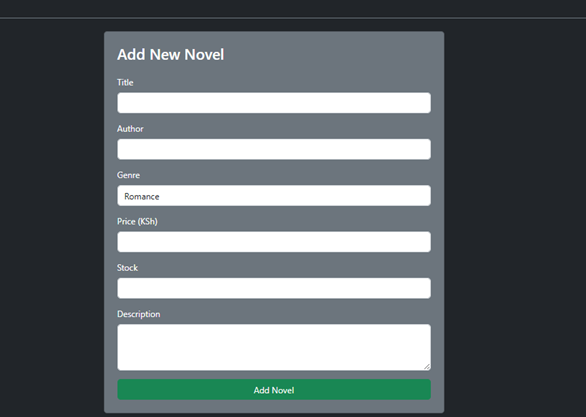 Add New Novel
Title
Author
Genre
Romance
Price (KSh)
Stock
Description
Add Novel